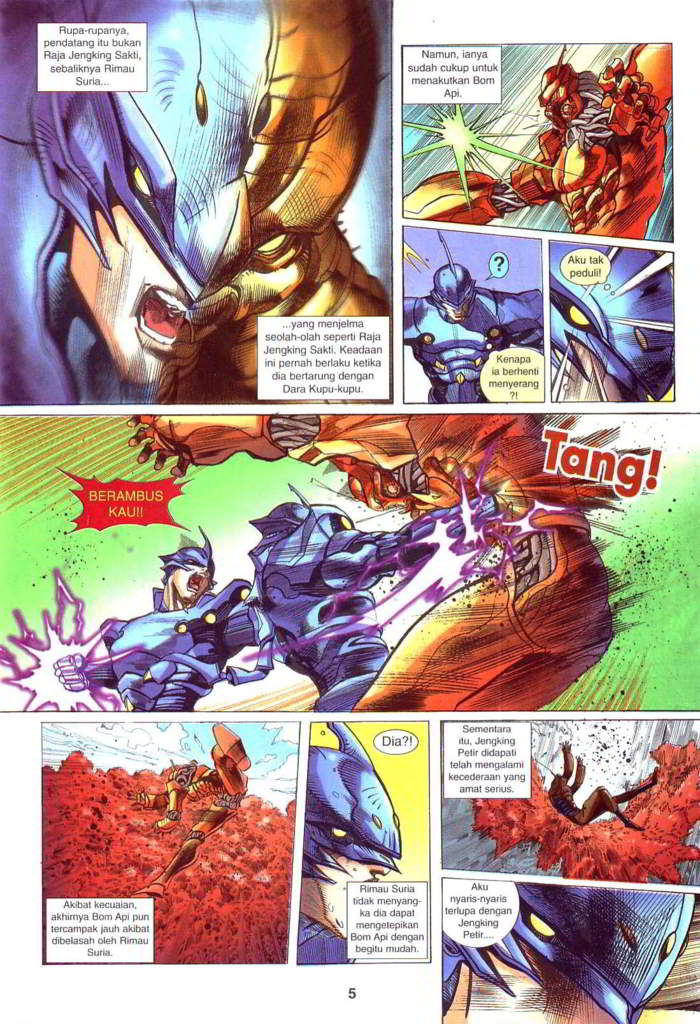 Rupa-rupanya,
pendatang itu bukan
Raja Jengking Sakti,
sebaliknya Rimau
Suria...
...yang menjelma
seolah-olah seperti Raja
Jengking Sakti. Keadaan
ini pernah berlaku ketika
dia bertarung dengan
Dara Kupu-kupu.
Namun, ianya
sudah cukup untuk
menakutkan Bom
Api.
?
Kenapa
ia berhenti
menyerang
?!
Aku tak
peduli!
BERAMBUS
KAU!!
Tang!
Akibat kecuaian,
akhirnya Bom Api pun
tercampak jauh akibat
dibelasah oleh Rimau
Suria.
Dia?!
Rimau Suria
tidak menyang-
ka dia dapat
mengetepikan
Bom Api dengan
begitu mudah.
Sementara
itu, Jengking
Petir didapati
telah mengalami
kecederaan yang
amat serius.
Aku
nyaris-nyaris
terlupa dengan
Jengking
Petir....
5